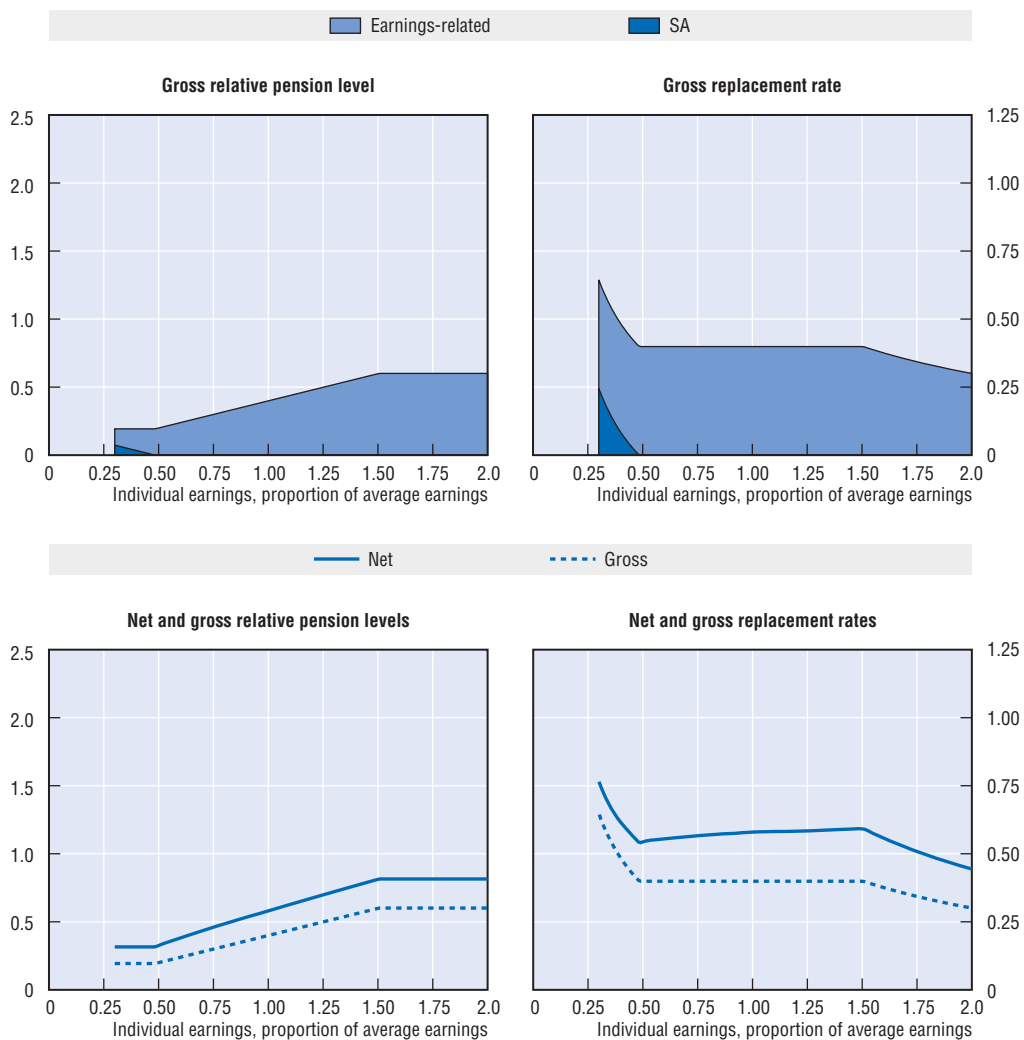 Earnings-related SA
Gross relative pension level
2.5
2.0
1.5
1.0
0.5
0
0 0.25 0.50 0.75 1.00 1.25 1.50 1.75 2.0
Individual earnings, proportion of average earnings
Gross replacement rate
1.25
1.00
0.75
0.50
0.25
0
0 0.25 0.50 0.75 1.00 1.25 1.50 1.75 2.0
Individual earnings, proportion of average earnings
Net Gross
Net and gross relative pension levels
2.5
2.0
1.5
1.0
0.5
0
0 0.25 0.50 0.75 1.00 1.25 1.50 1.75 2.0
Individual earnings, proportion of average earnings
Net and gross replacement rates
1.25
1.00
0.75
0.50
0.25
0
0 0.25 0.50 0.75 1.00 1.25 1.50 1.75 2.0
Individual earnings, proportion of average earnings